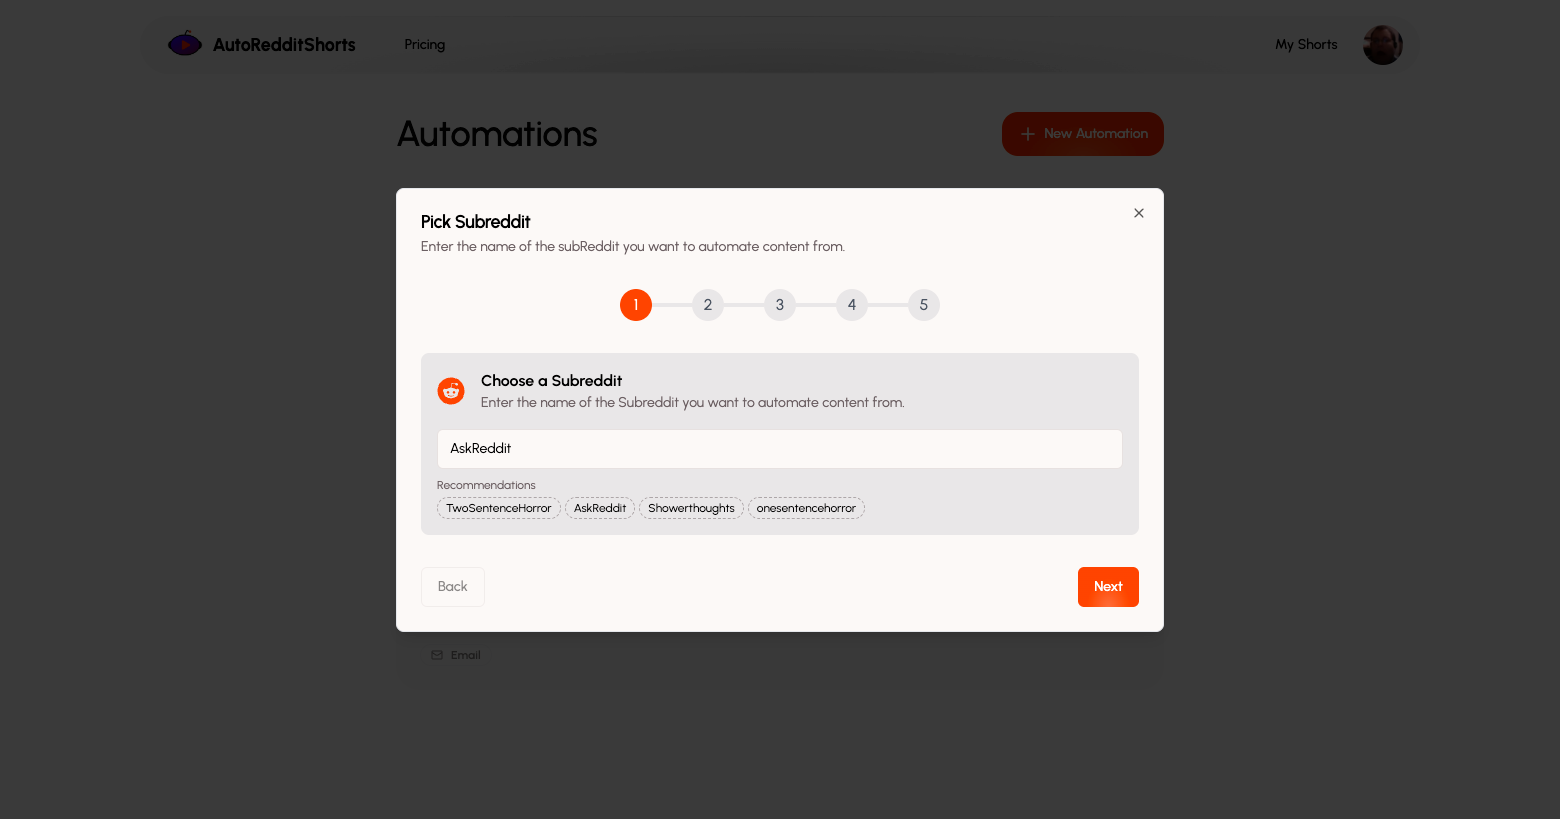 AutoRedditShorts
Pricing
My Shorts
Automations
New Automation
Pick Subreddit
Enter the name of the subReddit you want to automate content from.
1 2 3 4 5
Choose a Subreddit
Enter the name of the Subreddit you want to automate content from.
AskReddit
Recommendations
TwoSentenceHorror AskReddit Showerthoughts onesentencehorror
Back
Next
Email